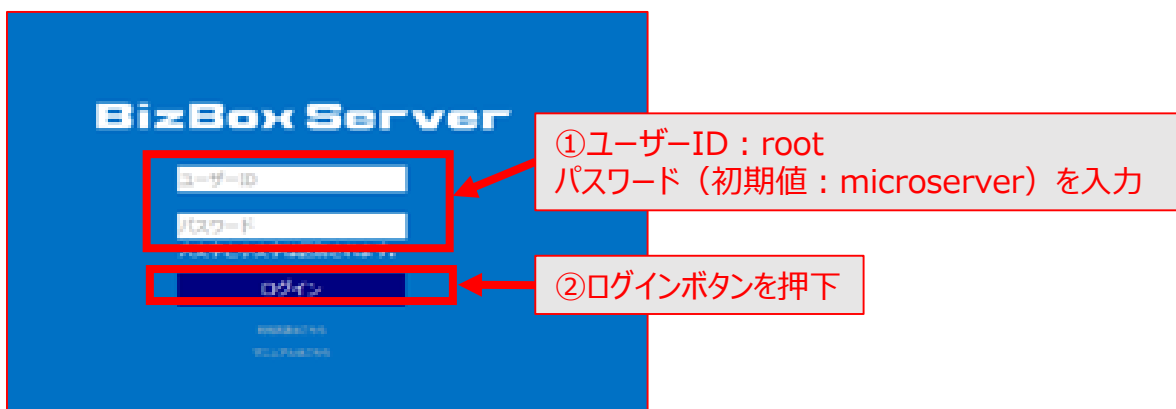 BizBox Server
ユーザーID
パスワード
ログイン
①ユーザーID：root
パスワード（初期値：microserver）を入力
②ログインボタンを押下